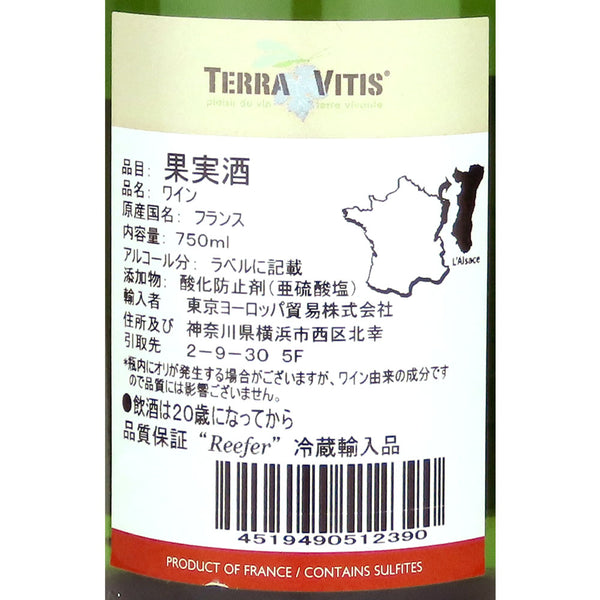 TERRA VITIS®
plaisir du vin terre vivante
品目: 果実酒
品名: ワイン
原産国名: フランス
内容量: 750ml
アルコール分: ラベルに記載
添加物: 酸化防止剤(亜硫酸塩)
輸入者 東京ヨーロッパ貿易株式会社
住所及び 神奈川県横浜市西区北幸
引取先 2-9-30 5F
*瓶内にオリが発生する場合がございますが、ワイン由来の成分です
ので品質には影響ございません。
●飲酒は20歳になってから
品質保証 “Reefer” 冷蔵輸入品
L'Alsace
4519490512390
PRODUCT OF FRANCE / CONTAINS SULFITES